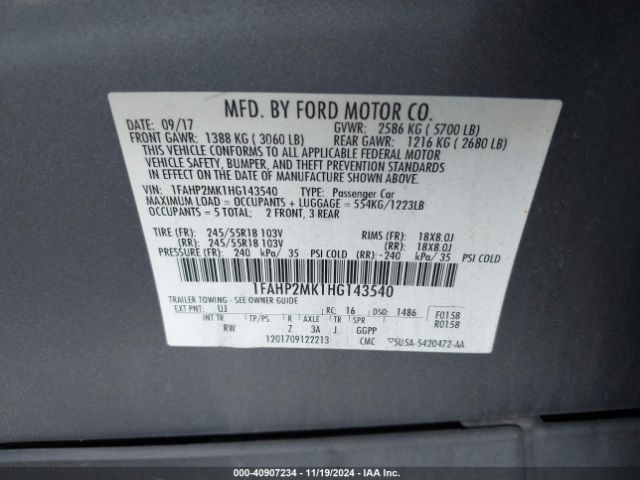 MFD. BY FORD MOTOR CO.
DATE: 09/17 GVWR: 2586 KG ( 5700 LB)
FRONT GAWR: 1388 KG ( 3060 LB) REAR GAWR: 1216 KG ( 2680 LB)
THIS VEHICLE CONFORMS TO ALL APPLICABLE FEDERAL MOTOR
VEHICLE SAFETY, BUMPER, AND THEFT PREVENTION STANDARDS
IN EFFECT ON THE DATE OF MANUFACTURE SHOWN ABOVE.
VIN: 1FAHP2MK1HG143540 TYPE: Passenger Car
MAXIMUM LOAD = OCCUPANTS + LUGGAGE = 554KG/1223LB
OCCUPANTS = 5 TOTAL; 2 FRONT, 3 REAR
TIRE (FR): 245/55R18 103V RIMS (FR): 18X8.0J
(RR): 245/55R18 103V (RR): 18X8.0J
PRESSURE (FR): 240 kPa/ 35 PSI COLD (RR): 240 kPa/ 35 PSI COLD
1FAHP2MK1HG143540
TRAILER TOWING - SEE OWNER GUIDE
EXT PNT: UJ RC: 16 DSO: 1486 F0158
INT TR TP/PS R AXLE TR SPR R0158
RW Z 3A J GGPP
1201709122213 CMC 5U5A-5420472-AA
000-40907234 - 11/19/2024 - IAA Inc.